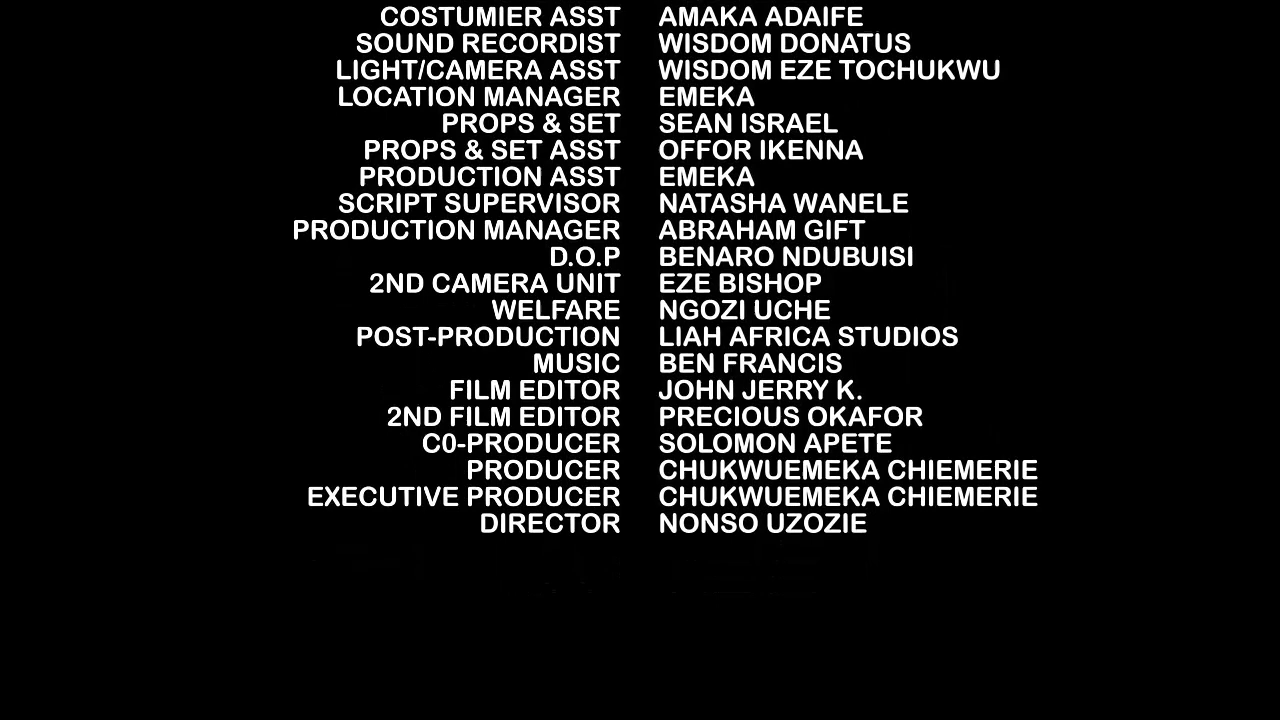 COSTUMIER ASST AMAKA ADAIFE
SOUND RECORDIST WISDOM DONATUS
LIGHT/CAMERA ASST WISDOM EZE TOCHUKWU
LOCATION MANAGER EMEKA
PROPS & SET SEAN ISRAEL
PROPS & SET ASST OFFOR IKENNA
PRODUCTION ASST EMEKA
SCRIPT SUPERVISOR NATASHA WANELE
PRODUCTION MANAGER ABRAHAM GIFT
D.O.P BENARO NDUBUISI
2ND CAMERA UNIT EZE BISHOP
WELFARE NGOZI UCHE
POST-PRODUCTION LIAH AFRICA STUDIOS
MUSIC BEN FRANCIS
FILM EDITOR JOHN JERRY K.
2ND FILM EDITOR PRECIOUS OKAFOR
C0-PRODUCER SOLOMON APETE
PRODUCER CHUKWUEMEKA CHIEMERIE
EXECUTIVE PRODUCER CHUKWUEMEKA CHIEMERIE
DIRECTOR NONSO UZOZIE